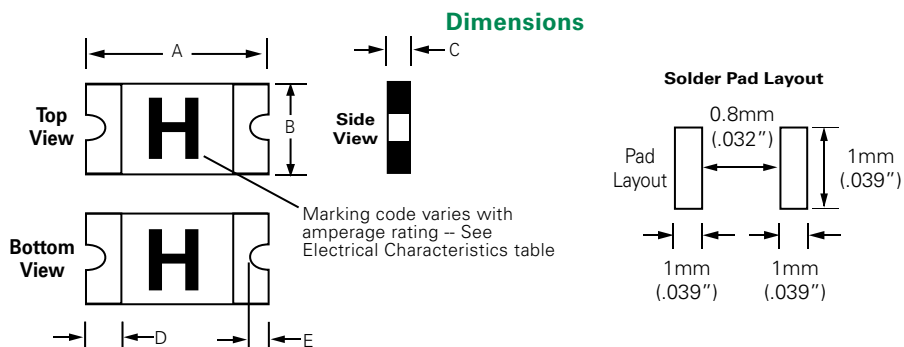 Dimensions
A
C
Solder Pad Layout
Top
View
H
B
Side
View
0.8mm
(.032”)
Pad
Layout
1mm
(.039”)
Marking code varies with
amperage rating -- See
Electrical Characteristics table
Bottom
View
H
1mm
(.039”)
1mm
(.039”)
D
E